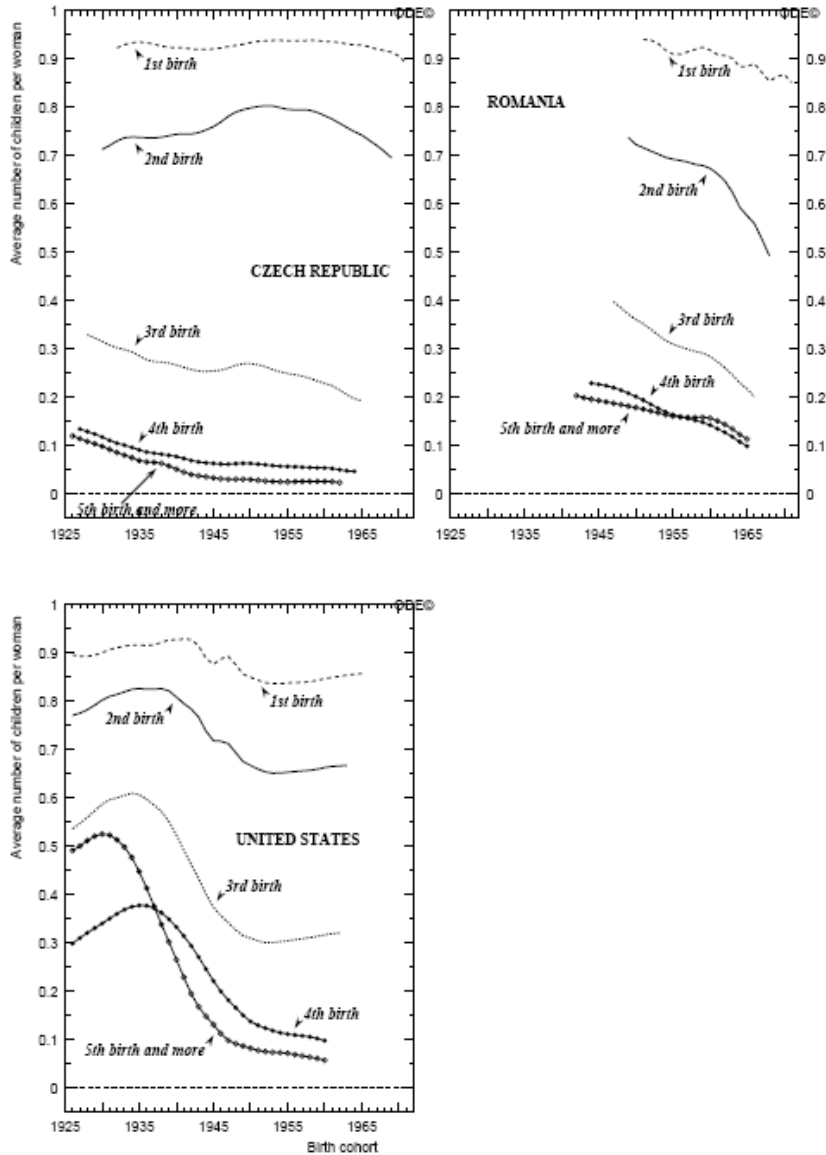 ODE©
ODE©
Average number of children per woman
1
0.9
0.8
0.7
0.6
0.5
0.4
0.3
0.2
0.1
0
1st birth
2nd birth
CZECH REPUBLIC
3rd birth
4th birth
5th birth and more
1925 1935 1945 1955 1965
1st birth
ROMANIA
2nd birth
3rd birth
4th birth
5th birth and more
1
0.9
0.8
0.7
0.6
0.5
0.4
0.3
0.2
0.1
0
1925 1935 1945 1955 1965
ODE©
Average number of children per woman
1
0.9
0.8
0.7
0.6
0.5
0.4
0.3
0.2
0.1
0
1st birth
2nd birth
UNITED STATES
3rd birth
4th birth
5th birth and more
1925 1935 1945 1955 1965
Birth cohort